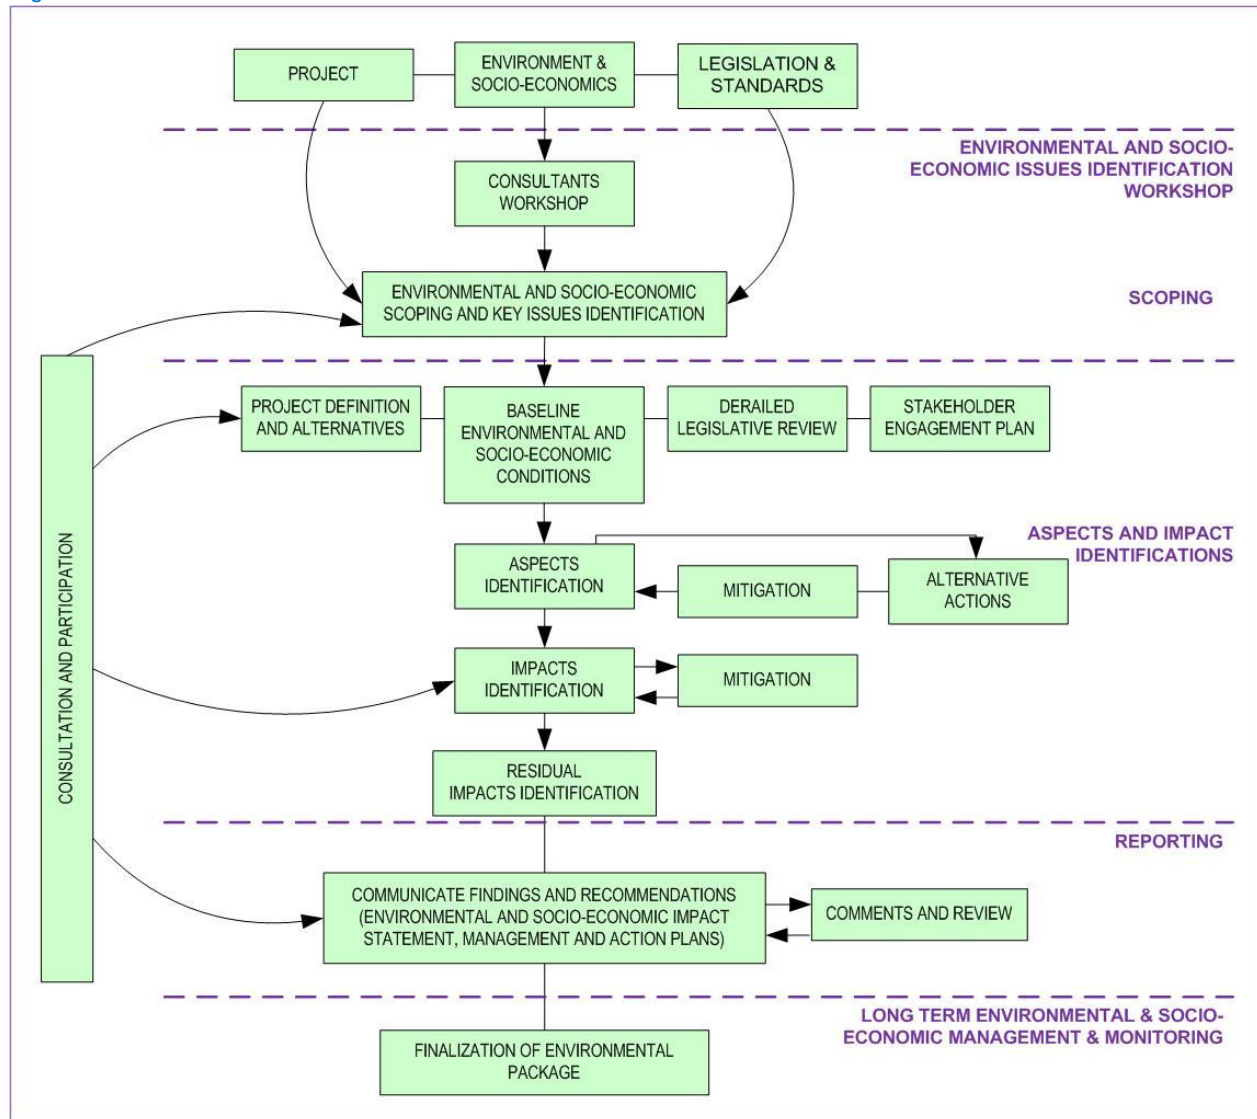 PROJECT
ENVIRONMENT &
SOCIO-ECONOMICS
LEGISLATION &
STANDARDS
ENVIRONMENTAL AND SOCIO-
ECONOMIC ISSUES IDENTIFICATION
WORKSHOP
CONSULTANTS
WORKSHOP
ENVIRONMENTAL AND SOCIO-ECONOMIC
SCOPING AND KEY ISSUES IDENTIFICATION
SCOPING
CONSULTATION AND PARTICIPATION
PROJECT DEFINITION
AND ALTERNATIVES
BASELINE
ENVIRONMENTAL AND
SOCIO-ECONOMIC
CONDITIONS
DERAILED
LEGISLATIVE REVIEW
STAKEHOLDER
ENGAGEMENT PLAN
ASPECTS AND IMPACT
IDENTIFICATIONS
ASPECTS
IDENTIFICATION
MITIGATION
ALTERNATIVE
ACTIONS
IMPACTS
IDENTIFICATION
MITIGATION
RESIDUAL
IMPACTS IDENTIFICATION
REPORTING
COMMUNICATE FINDINGS AND RECOMMENDATIONS
(ENVIRONMENTAL AND SOCIO-ECONOMIC IMPACT
STATEMENT, MANAGEMENT AND ACTION PLANS)
COMMENTS AND REVIEW
LONG TERM ENVIRONMENTAL & SOCIO-
ECONOMIC MANAGEMENT & MONITORING
FINALIZATION OF ENVIRONMENTAL
PACKAGE